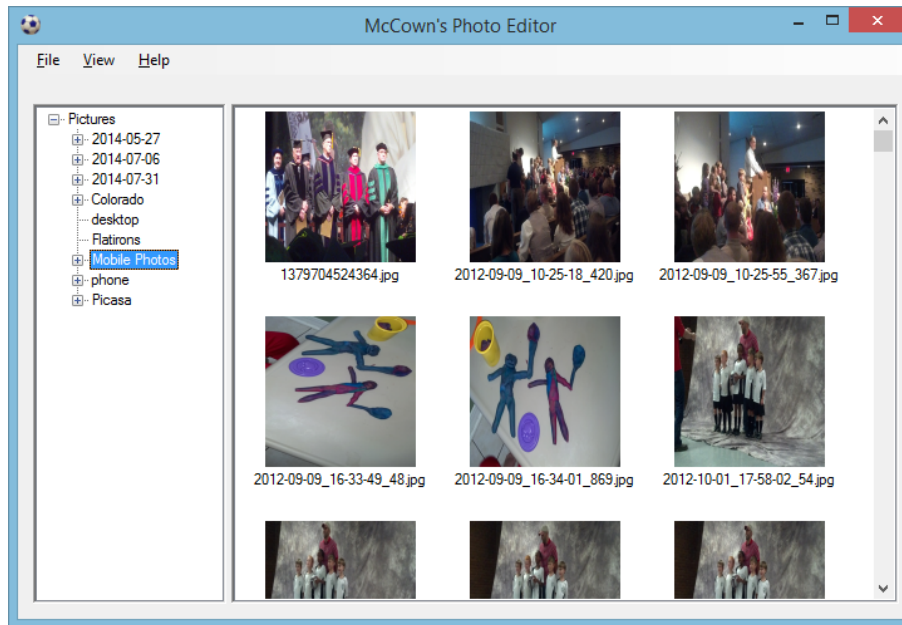 McCown's Photo Editor
File View Help
Pictures
2014-05-27
2014-07-06
2014-07-31
Colorado
desktop
Flatirons
Mobile Photos
phone
Picasa
1379704524364.jpg
2012-09-09_10-25-18_420.jpg
2012-09-09_10-25-55_367.jpg
2012-09-09_16-33-49_48.jpg
2012-09-09_16-34-01_869.jpg
2012-10-01_17-58-02_54.jpg